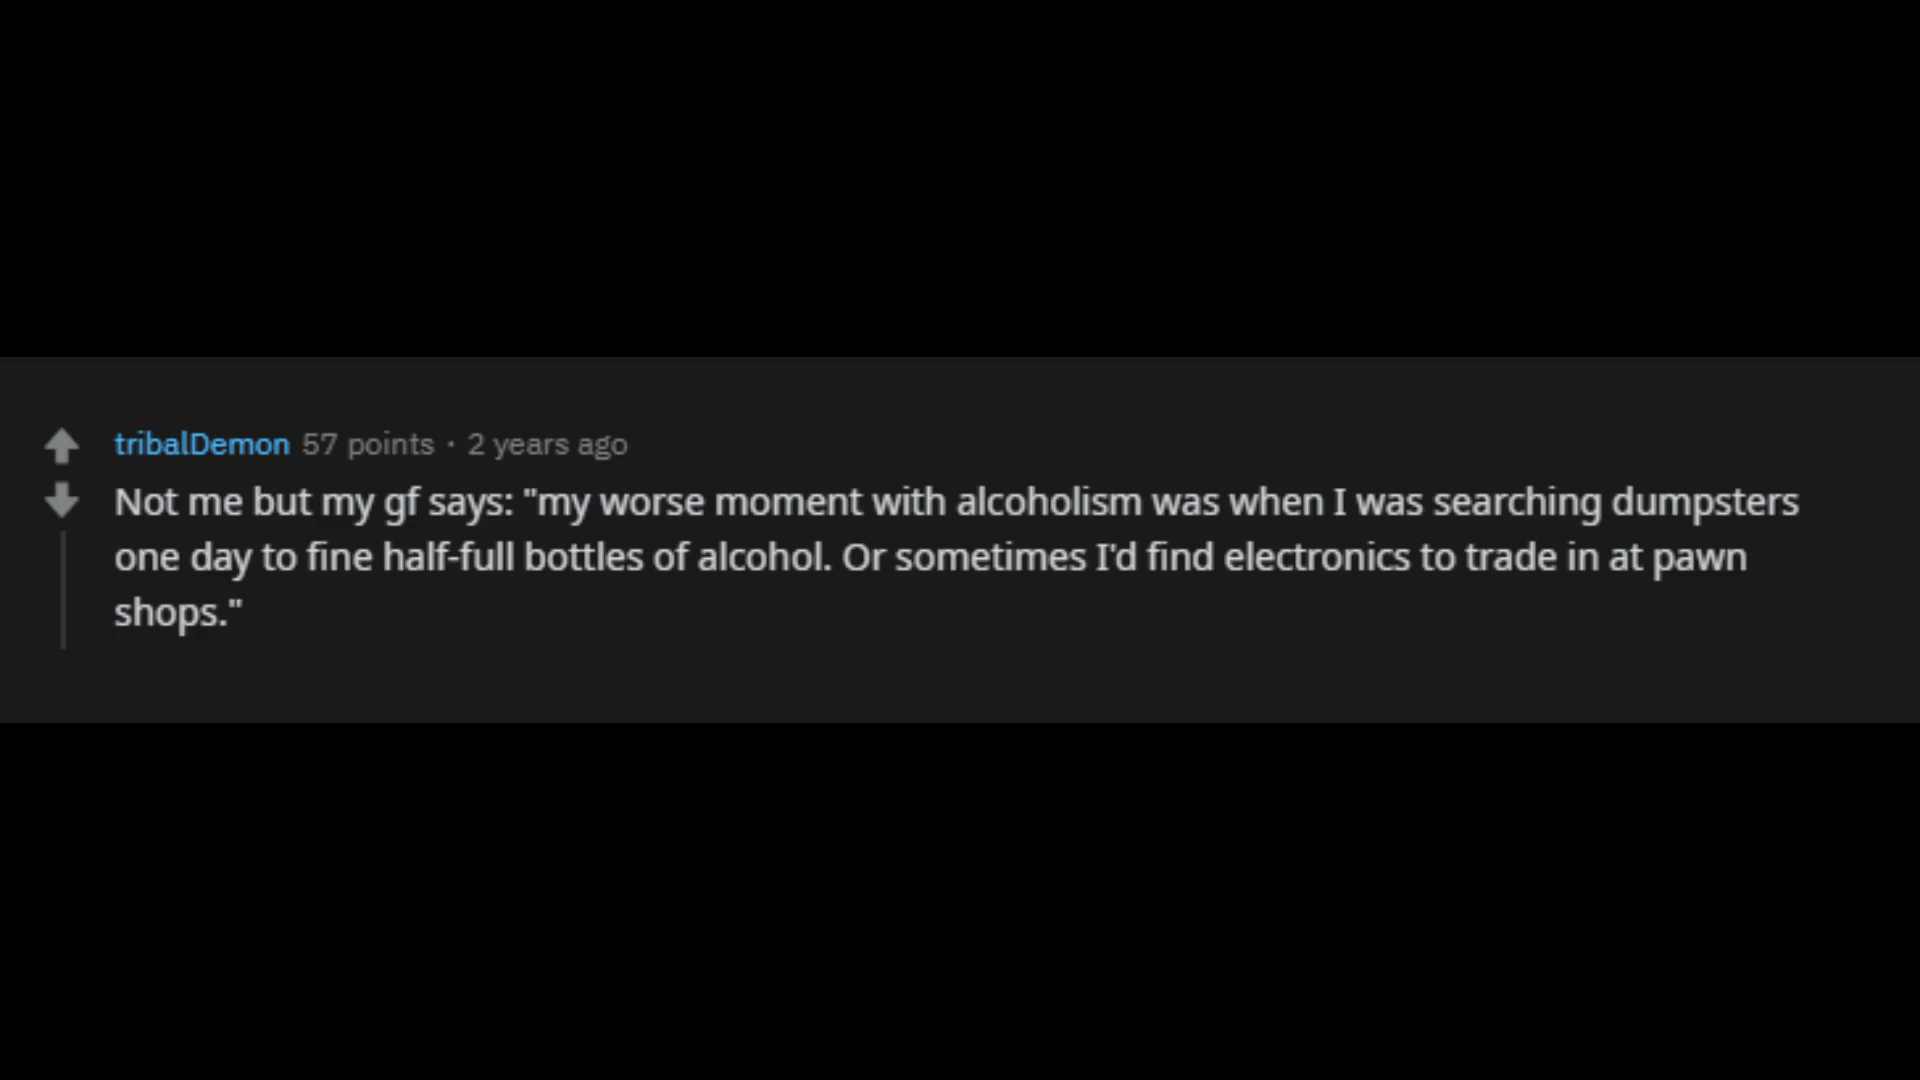 tribalDemon 57 points · 2 years ago
Not me but my gf says: "my worse moment with alcoholism was when I was searching dumpsters
one day to fine half-full bottles of alcohol. Or sometimes I'd find electronics to trade in at pawn
shops."